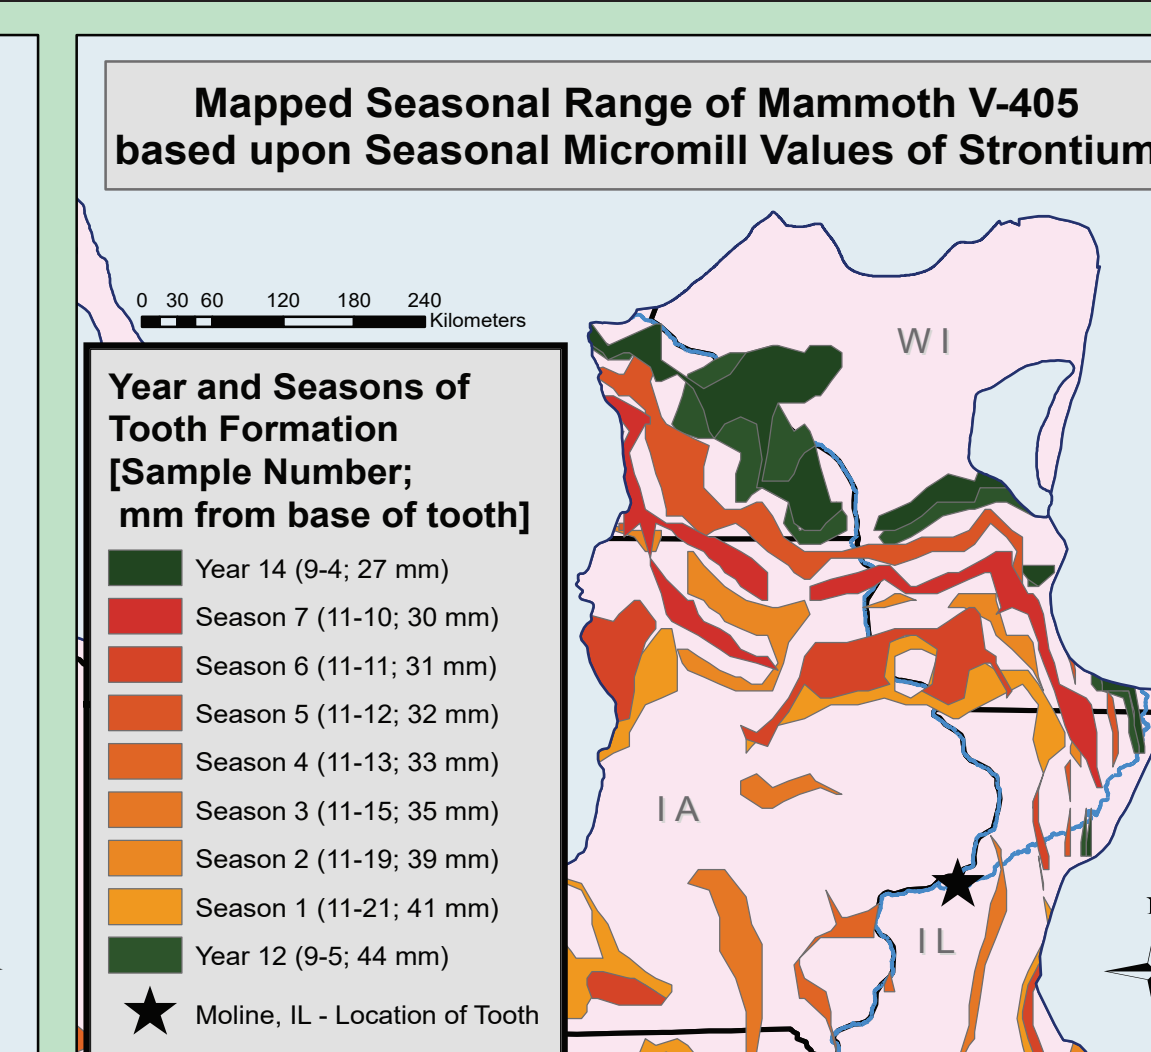 Mapped Seasonal Range of Mammoth V-405
based upon Seasonal Micromill Values of Strontium
0 30 60 120 180 240
Kilometers
WI
Year and Seasons of
Tooth Formation
[Sample Number;
mm from base of tooth]
Year 14 (9-4; 27 mm)
Season 7 (11-10; 30 mm)
Season 6 (11-11; 31 mm)
Season 5 (11-12; 32 mm)
Season 4 (11-13; 33 mm)
Season 3 (11-15; 35 mm)
Season 2 (11-19; 39 mm)
Season 1 (11-21; 41 mm)
Year 12 (9-5; 44 mm)
Moline, IL - Location of Tooth
IA
IL